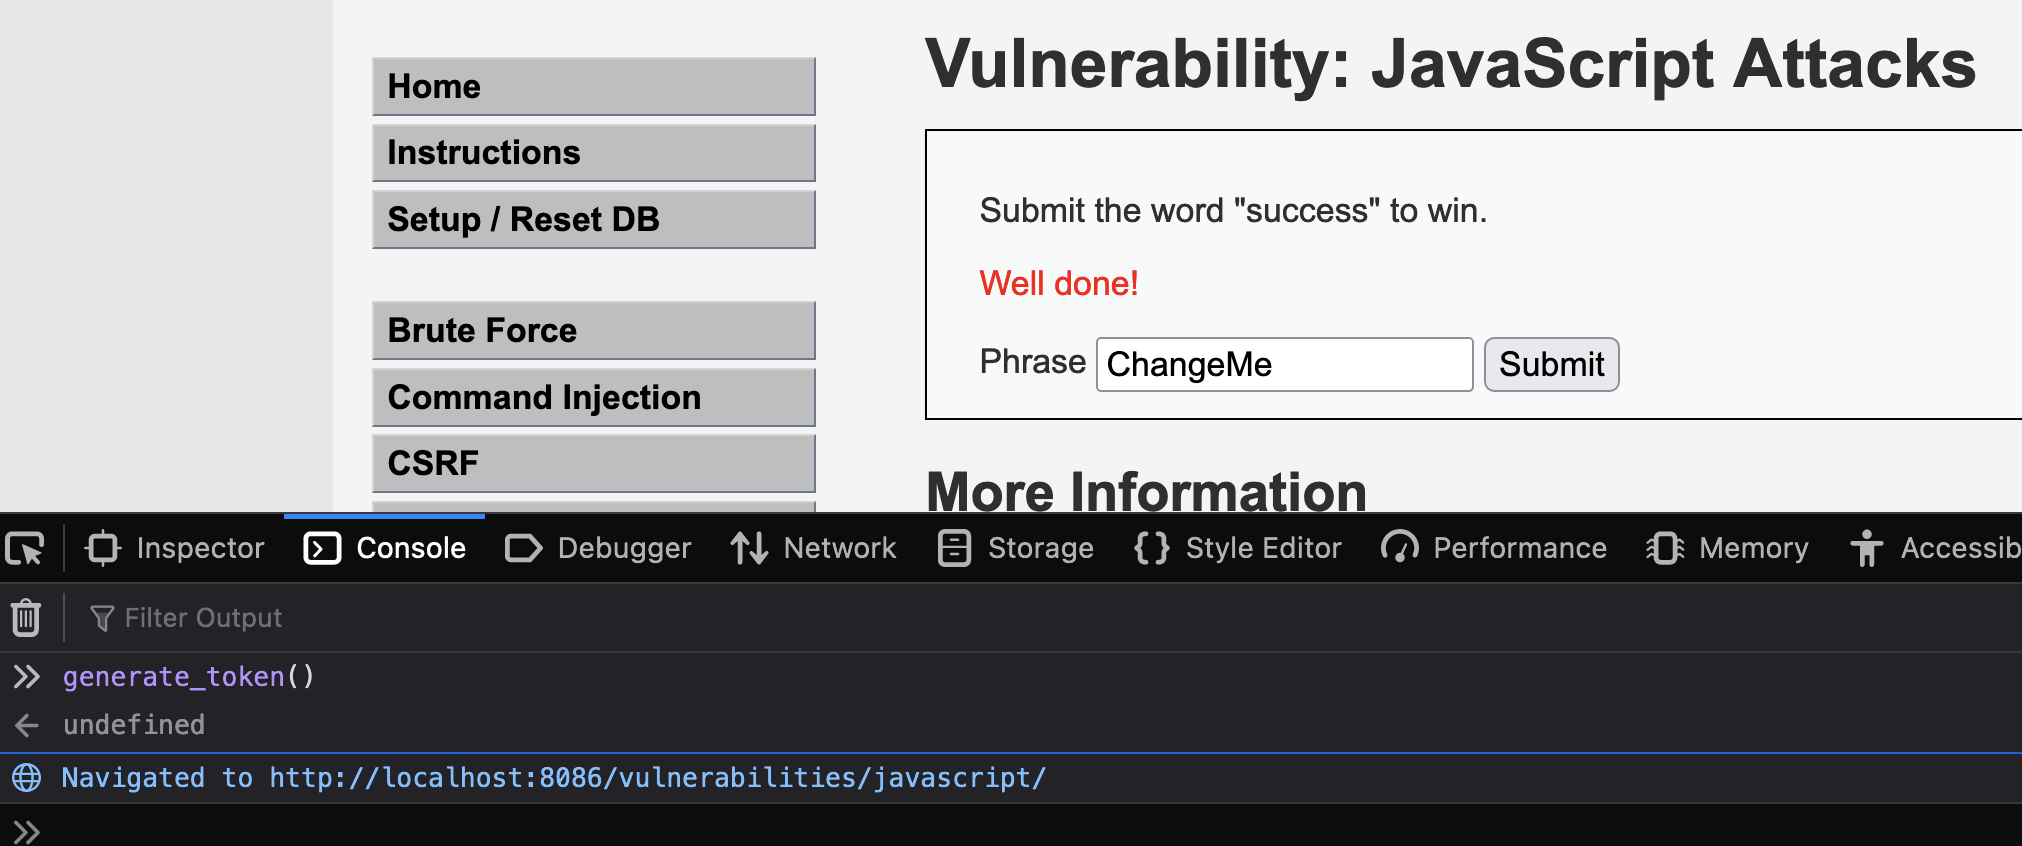 Home
Instructions
Setup / Reset DB
Brute Force
Command Injection
CSRF
Vulnerability: JavaScript Attacks
Submit the word "success" to win.
Well done!
Phrase ChangeMe Submit
More Information
Inspector Console Debugger Network Storage Style Editor Performance Memory Accessib
Filter Output
generate_token()
undefined
Navigated to http://localhost:8086/vulnerabilities/javascript/